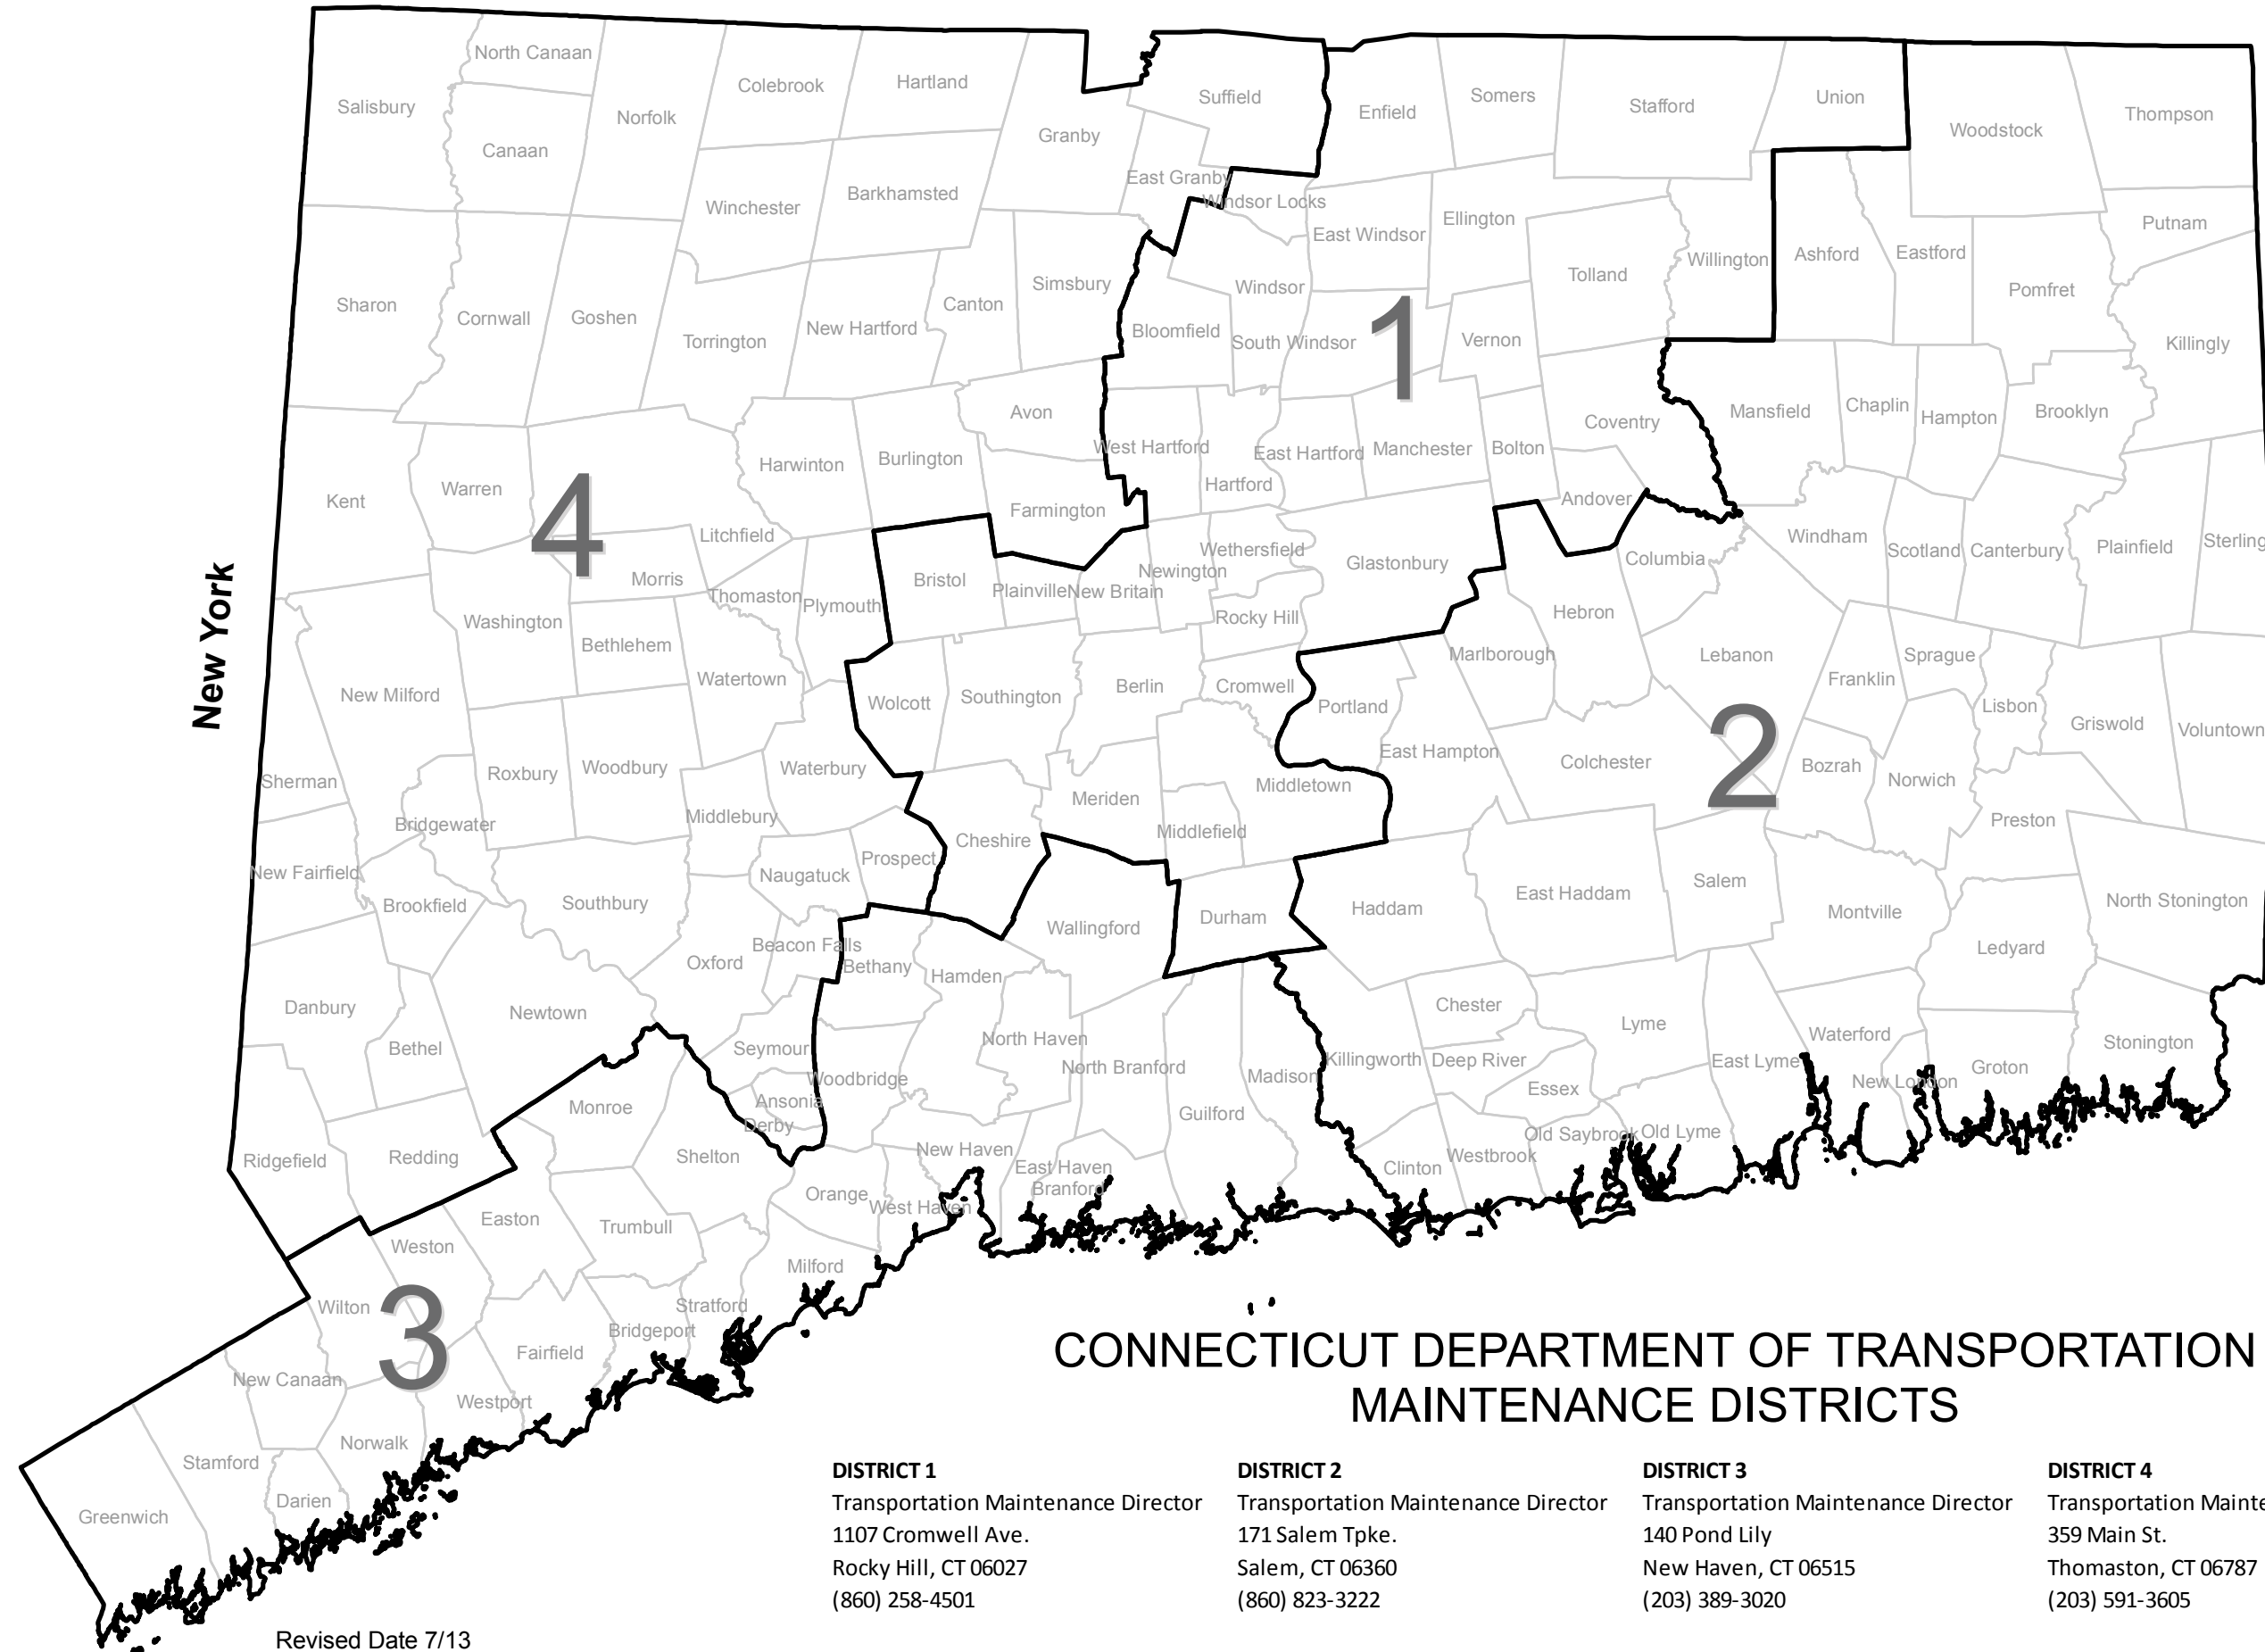 North Canaan
Colebrook
Hartland
Salisbury
Norfolk
Suffield
Enfield
Somers
Stafford
Union
Woodstock
Thompson
Canaan
Granby
East Granby
Winchester
Barkhamsted
Windsor Locks
East Windsor
Ellington
Putnam
Willington
Ashford
Eastford
Tolland
Pomfret
Sharon
Cornwall
Goshen
Torrington
New Hartford
Canton
Simsbury
Windsor
Bloomfield
South Windsor
1
Vernon
Killingly
Avon
Mansfield
Chaplin
Hampton
Brooklyn
Coventry
West Hartford
East Hartford
Manchester
Bolton
Harwinton
Burlington
Kent
Warren
4
Hartford
Farmington
Andover
Litchfield
Windham
Scotland
Canterbury
Plainfield
Sterling
Wethersfield
Glastonbury
Columbia
Morris
Bristol
Newington
Plainville
New Britain
Thomaston
Plymouth
New York
Washington
Bethlehem
Rocky Hill
Hebron
Marlborough
Lebanon
Sprague
Franklin
Watertown
New Milford
Wolcott
Southington
Berlin
Cromwell
Portland
Lisbon
Griswold
Voluntown
2
East Hampton
Colchester
Bozrah
Norwich
Sherman
Roxbury
Woodbury
Waterbury
Middletown
Meriden
Bridgewater
Middlebury
Middlefield
Cheshire
Preston
Prospect
New Fairfield
Naugatuck
Brookfield
Southbury
Wallingford
Durham
Haddam
East Haddam
Salem
Montville
North Stonington
Ledyard
Beacon Falls
Oxford
Bethany
Hamden
Danbury
Newtown
Chester
Lyme
Waterford
Stonington
Bethel
Seymour
North Haven
North Branford
Madison
Killingworth
Deep River
East Lyme
New London
Groton
Essex
Woodbridge
Ansonia
Derby
Monroe
Guilford
Old Saybrook
Old Lyme
Ridgefield
Redding
Shelton
New Haven
East Haven
Branford
Clinton
Westbrook
Orange
West Haven
Easton
Trumbull
Weston
Milford
Wilton
3
Stratford
Bridgeport
Fairfield
New Canaan
Westport
Norwalk
Stamford
Darien
Greenwich
CONNECTICUT DEPARTMENT OF TRANSPORTATION
MAINTENANCE DISTRICTS
DISTRICT 1
Transportation Maintenance Director
1107 Cromwell Ave.
Rocky Hill, CT 06027
(860) 258-4501
DISTRICT 2
Transportation Maintenance Director
171 Salem Tpke.
Salem, CT 06360
(860) 823-3222
DISTRICT 3
Transportation Maintenance Director
140 Pond Lily
New Haven, CT 06515
(203) 389-3020
DISTRICT 4
Transportation
359 Main St.
Thomaston, CT 06787
(203) 591-3605
Revised Date 7/13